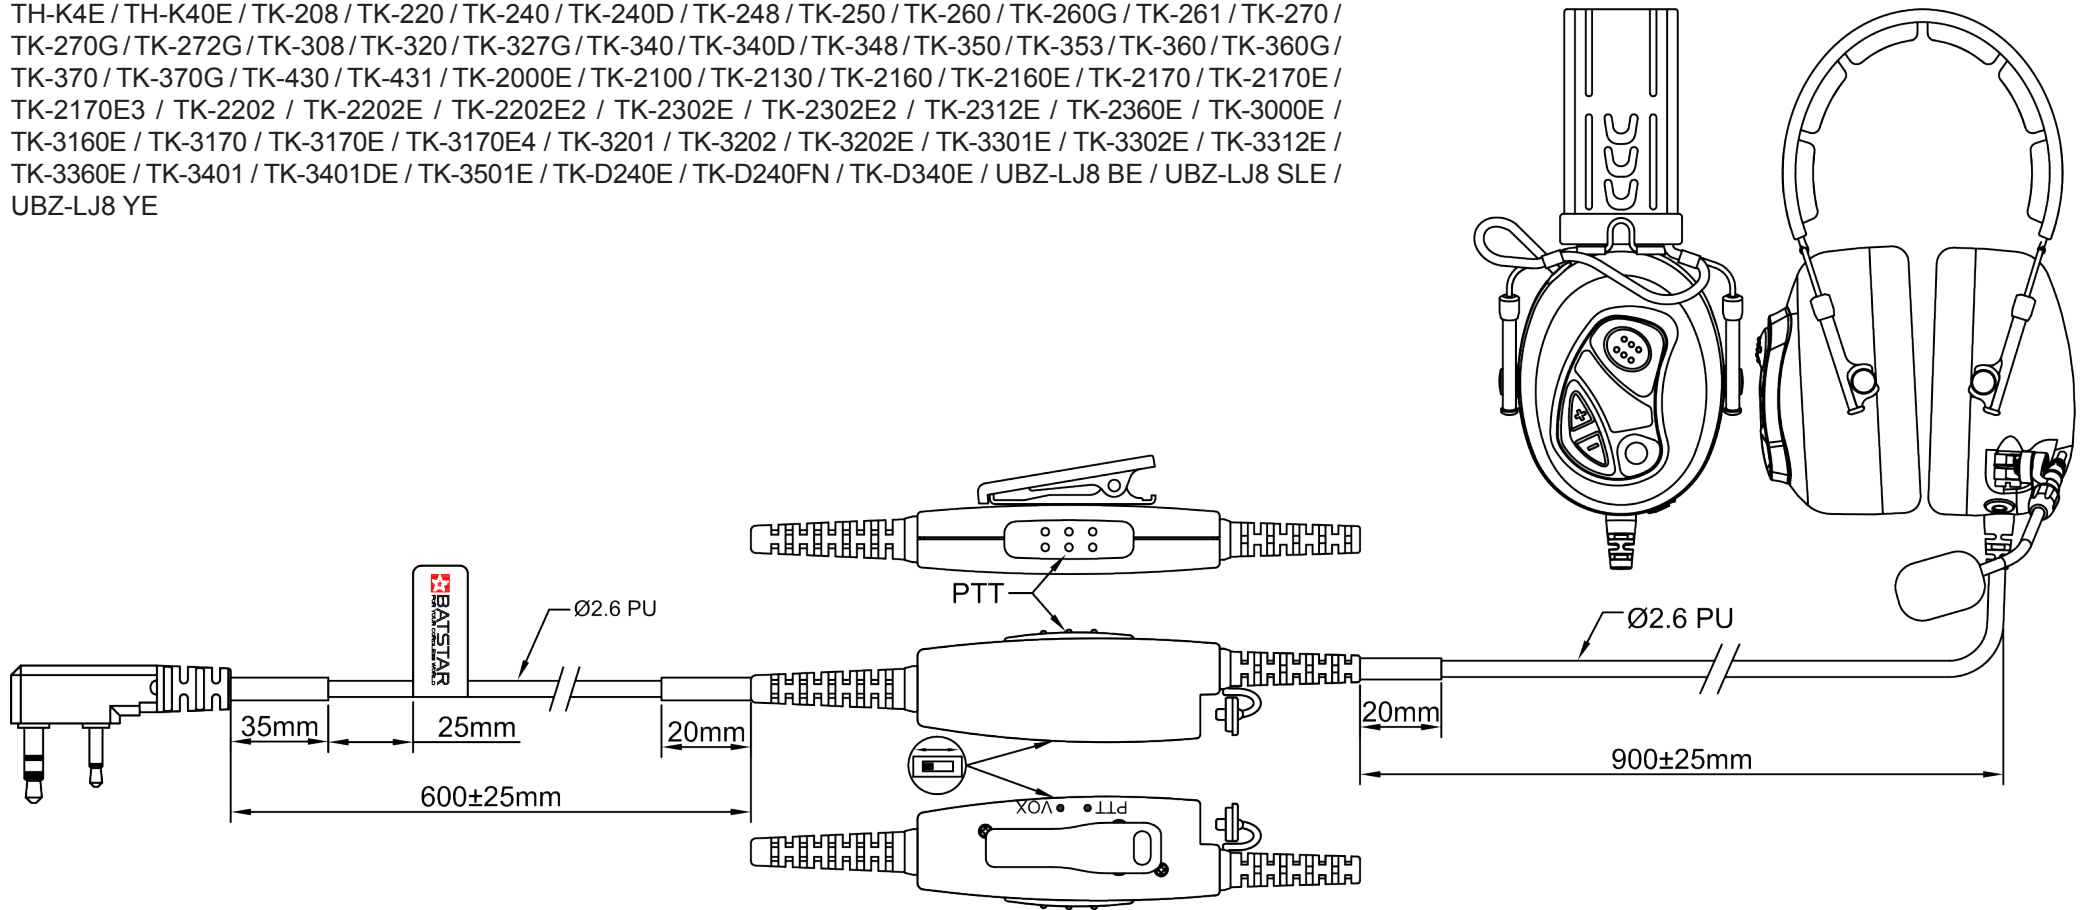 TH-K4E / TH-K40E / TK-208 / TK-220 / TK-240 / TK-240D / TK-248 / TK-250 / TK-260 / TK-260G / TK-261 / TK-270 /
TK-270G / TK-272G / TK-308 / TK-320 / TK-327G / TK-340 / TK-340D / TK-348 / TK-350 / TK-353 / TK-360 / TK-360G /
TK-370 / TK-370G / TK-430 / TK-431 / TK-2000E / TK-2100 / TK-2130 / TK-2160 / TK-2160E / TK-2170 / TK-2170E /
TK-2170E3 / TK-2202 / TK-2202E / TK-2202E2 / TK-2302E / TK-2302E2 / TK-2312E / TK-2360E / TK-3000E /
TK-3160E / TK-3170 / TK-3170E / TK-3170E4 / TK-3201 / TK-3202 / TK-3202E / TK-3301E / TK-3302E / TK-3312E /
TK-3360E / TK-3401 / TK-3401DE / TK-3501E / TK-D240E / TK-D240FN / TK-D340E / UBZ-LJ8 BE / UBZ-LJ8 SLE /
UBZ-LJ8 YE
PTT
Ø2.6 PU
BATSTAR
FOR YOUR CORDLESS WORLD
Ø2.6 PU
35mm
25mm
20mm
20mm
600±25mm
900±25mm
VOX
PTT